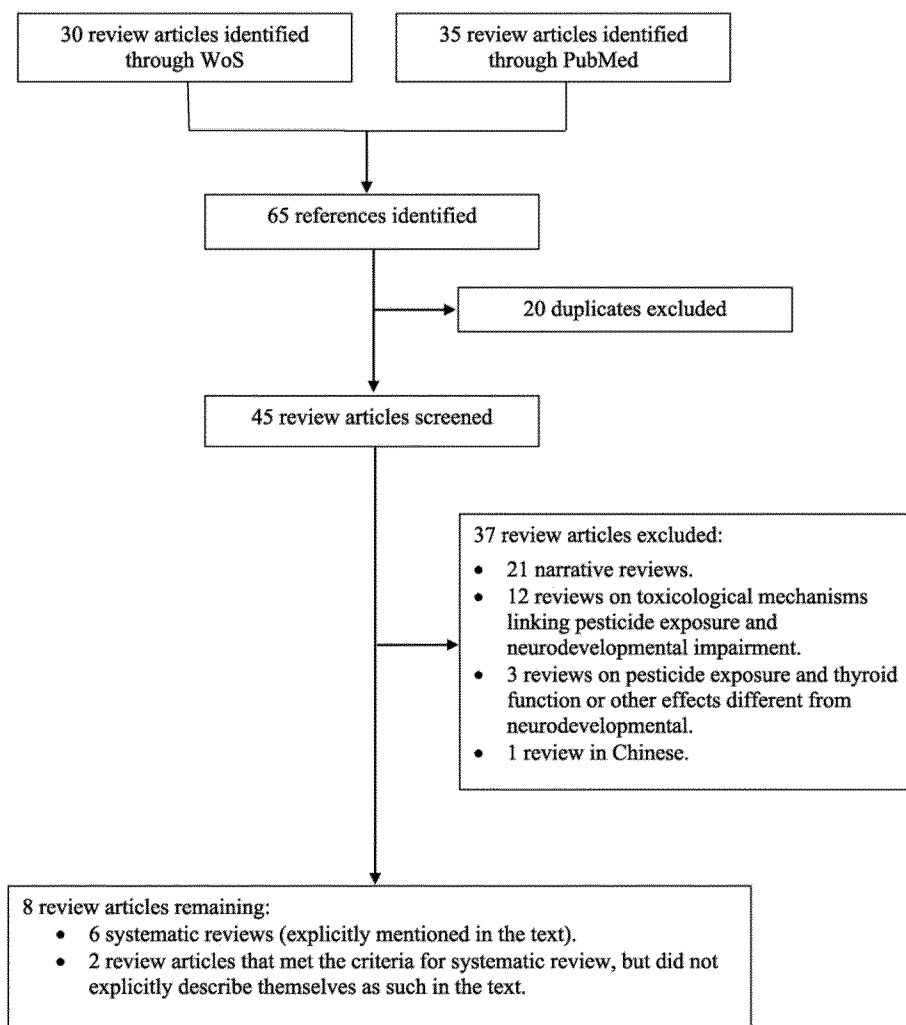 30 review articles identified
through WoS
35 review articles identified
through PubMed
65 references identified
20 duplicates excluded
45 review articles screened
37 review articles excluded:
• 21 narrative reviews.
• 12 reviews on toxicological mechanisms
linking pesticide exposure and
neurodevelopmental impairment.
• 3 reviews on pesticide exposure and thyroid
function or other effects different from
neurodevelopmental.
• 1 review in Chinese.
8 review articles remaining:
• 6 systematic reviews (explicitly mentioned in the text).
• 2 review articles that met the criteria for systematic review, but did not
explicitly describe themselves as such in the text.